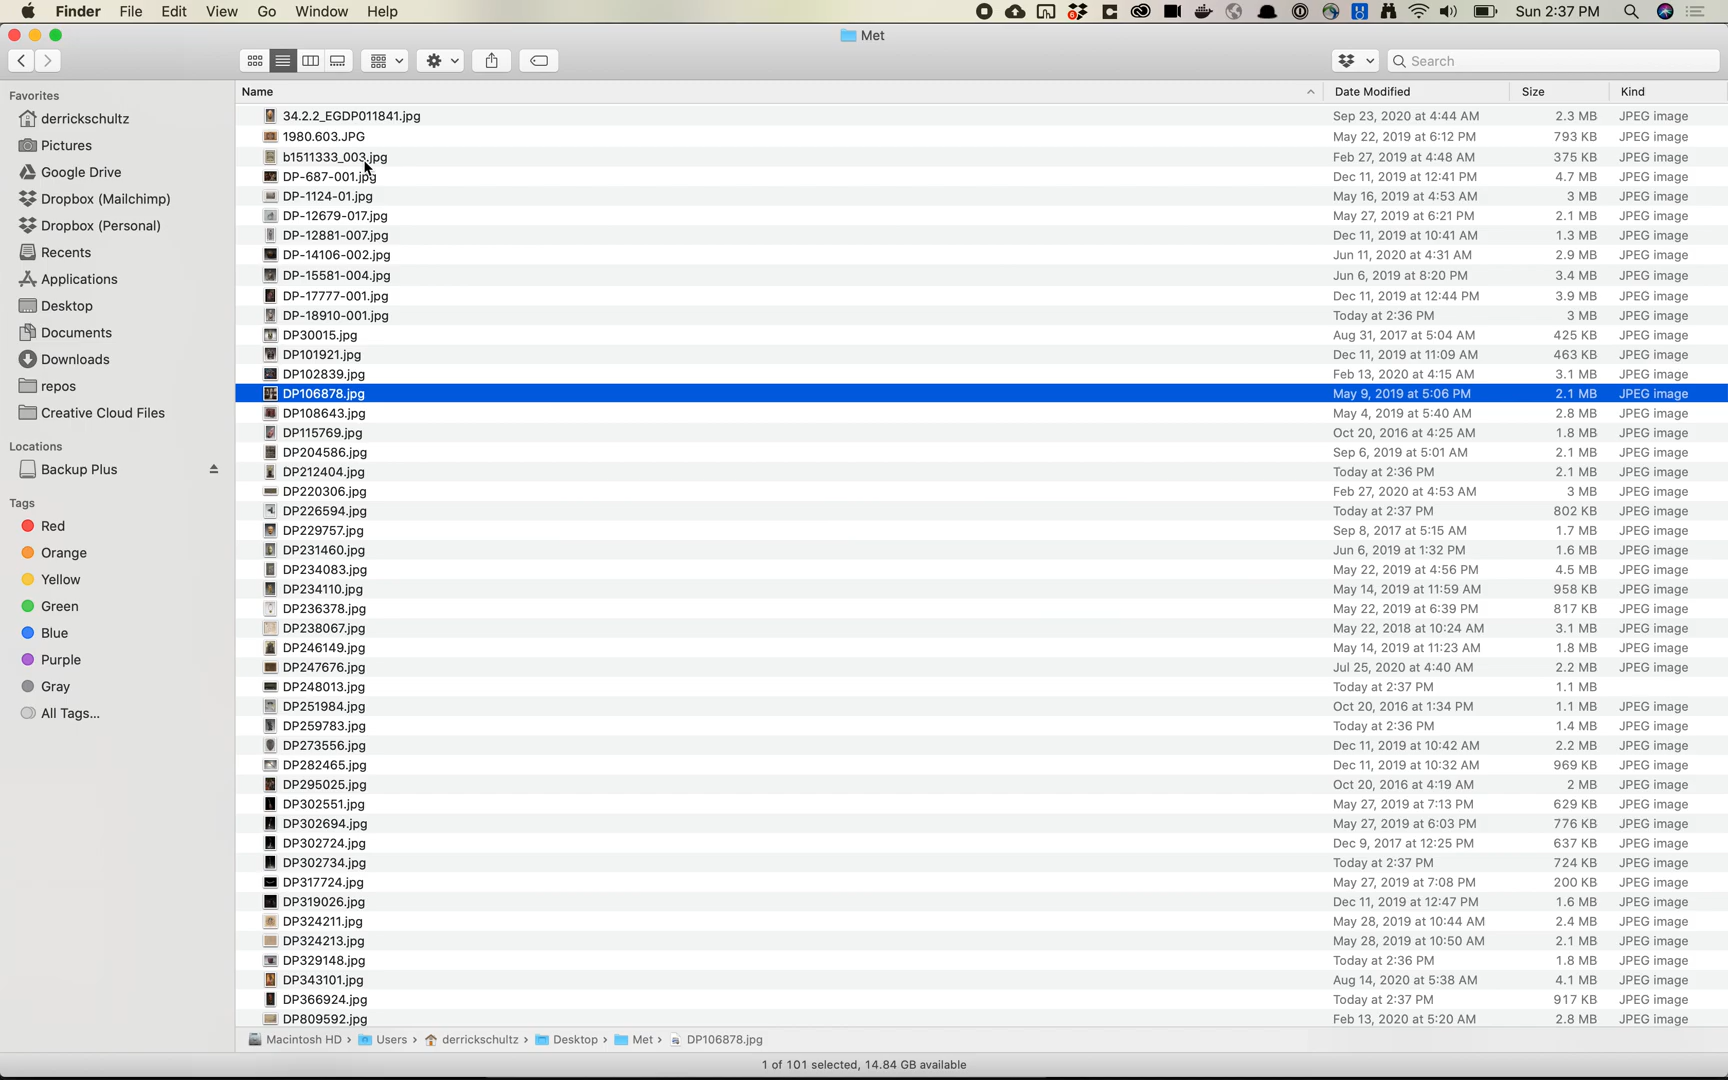 Finder File Edit View Go Window Help Sun 2:37 PM
Met
Search
Favorites
derrickschultz
Pictures
Google Drive
Dropbox (Mailchimp)
Dropbox (Personal)
Recents
Applications
Desktop
Documents
Downloads
repos
Creative Cloud Files
Locations
Backup Plus
Tags
Red
Orange
Yellow
Green
Blue
Purple
Gray
All Tags...
Name Date Modified Size Kind
34.2.2_EGDP011841.jpg Sep 23, 2020 at 4:44 AM 2.3 MB JPEG image
1980.603.JPG May 22, 2019 at 6:12 PM 793 KB JPEG image
b1511333_003.jpg Feb 27, 2019 at 4:48 AM 375 KB JPEG image
DP-687-001.jpg Dec 11, 2019 at 12:41 PM 4.7 MB JPEG image
DP-1124-01.jpg May 16, 2019 at 4:53 AM 3 MB JPEG image
DP-12679-017.jpg May 27, 2019 at 6:21 PM 2.1 MB JPEG image
DP-12881-007.jpg Dec 11, 2019 at 10:41 AM 1.3 MB JPEG image
DP-14106-002.jpg Jun 11, 2020 at 4:31 AM 2.9 MB JPEG image
DP-15581-004.jpg Jun 6, 2019 at 8:20 PM 3.4 MB JPEG image
DP-17777-001.jpg Dec 11, 2019 at 12:44 PM 3.9 MB JPEG image
DP-18910-001.jpg Today at 2:36 PM 3 MB JPEG image
DP30015.jpg Aug 31, 2017 at 5:04 AM 425 KB JPEG image
DP101921.jpg Dec 11, 2019 at 11:09 AM 463 KB JPEG image
DP102839.jpg Feb 13, 2020 at 4:15 AM 3.1 MB JPEG image
DP106878.jpg May 9, 2019 at 5:06 PM 2.1 MB JPEG image
DP108643.jpg May 4, 2019 at 5:40 AM 2.8 MB JPEG image
DP115769.jpg Oct 20, 2016 at 4:25 AM 1.8 MB JPEG image
DP204586.jpg Sep 6, 2019 at 5:01 AM 2.1 MB JPEG image
DP212404.jpg Today at 2:36 PM 2.1 MB JPEG image
DP220306.jpg Feb 27, 2020 at 4:53 AM 3 MB JPEG image
DP226594.jpg Today at 2:37 PM 802 KB JPEG image
DP229757.jpg Sep 8, 2017 at 5:15 AM 1.7 MB JPEG image
DP231460.jpg Jun 6, 2019 at 1:32 PM 1.6 MB JPEG image
DP234083.jpg May 22, 2019 at 4:56 PM 4.5 MB JPEG image
DP234110.jpg May 14, 2019 at 11:59 AM 958 KB JPEG image
DP236378.jpg May 22, 2019 at 6:39 PM 817 KB JPEG image
DP238067.jpg May 22, 2018 at 10:24 AM 3.1 MB JPEG image
DP246149.jpg May 14, 2019 at 11:23 AM 1.8 MB JPEG image
DP247676.jpg Jul 25, 2020 at 4:40 AM 2.2 MB JPEG image
DP248013.jpg Today at 2:37 PM 1.1 MB
DP251984.jpg Oct 20, 2016 at 1:34 PM 1.1 MB JPEG image
DP259783.jpg Today at 2:36 PM 1.4 MB JPEG image
DP273556.jpg Dec 11, 2019 at 10:42 AM 2.2 MB JPEG image
DP282465.jpg Dec 11, 2019 at 10:32 AM 969 KB JPEG image
DP295025.jpg Oct 20, 2016 at 4:19 AM 2 MB JPEG image
DP302551.jpg May 27, 2019 at 7:13 PM 629 KB JPEG image
DP302694.jpg May 27, 2019 at 6:03 PM 776 KB JPEG image
DP302724.jpg Dec 9, 2017 at 12:25 PM 637 KB JPEG image
DP302734.jpg Today at 2:37 PM 724 KB JPEG image
DP317724.jpg May 27, 2019 at 7:08 PM 200 KB JPEG image
DP319026.jpg Dec 11, 2019 at 12:47 PM 1.6 MB JPEG image
DP324211.jpg May 28, 2019 at 10:44 AM 2.4 MB JPEG image
DP324213.jpg May 28, 2019 at 10:50 AM 2.1 MB JPEG image
DP329148.jpg Today at 2:36 PM 1.8 MB JPEG image
DP343101.jpg Aug 14, 2020 at 5:38 AM 4.1 MB JPEG image
DP366924.jpg Today at 2:37 PM 917 KB JPEG image
DP809592.jpg Feb 13, 2020 at 5:20 AM 2.8 MB JPEG image
Macintosh HD › Users › derrickschultz › Desktop › Met › DP106878.jpg
1 of 101 selected, 14.84 GB available